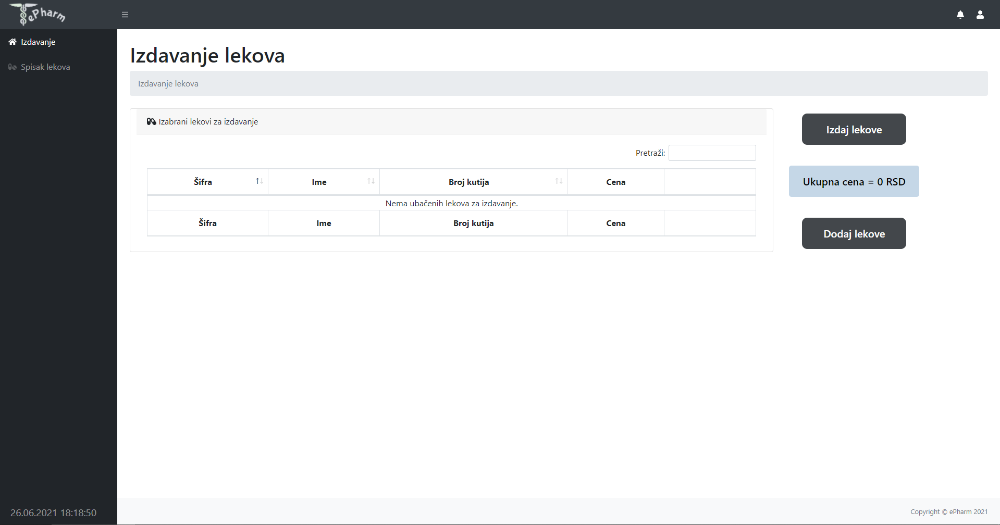 ePharm
Izdavanje
Spisak lekova
Izdavanje lekova
Izdavanje lekova
Izabrani lekovi za izdavanje
Pretraži:
Šifra Ime Broj kutija Cena
Nema ubačenih lekova za izdavanje.
Šifra Ime Broj kutija Cena
Izdaj lekove
Ukupna cena = 0 RSD
Dodaj lekove
26.06.2021 18:18:50
Copyright © ePharm 2021